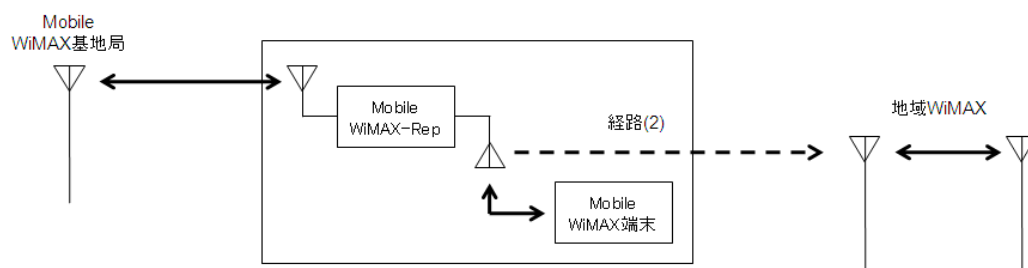 Mobile
WiMAX基地局
Mobile
WiMAX-Rep
経路(2)
地域WiMAX
Mobile
WiMAX端末